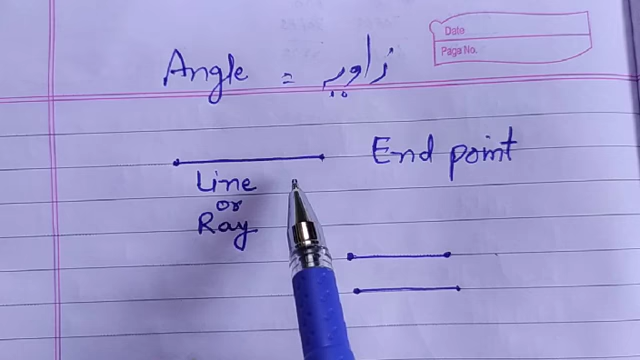 Date
Page No.
Angle = زاویہ
End point
Line
or
Ray